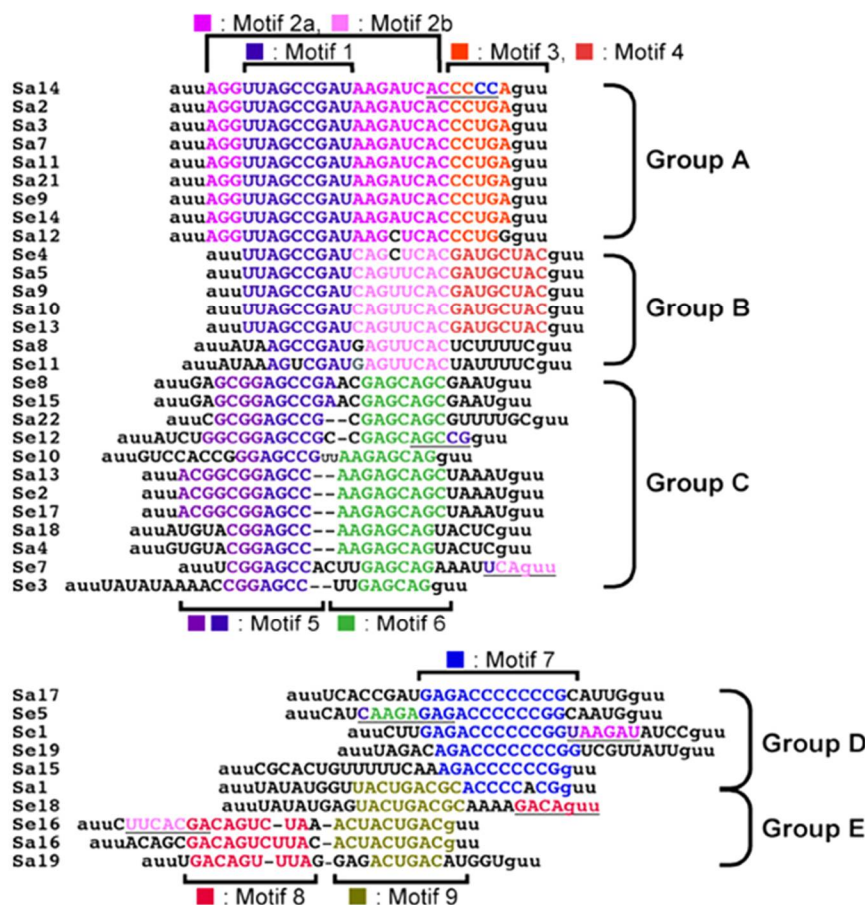 : Motif 2a, : Motif 2b
: Motif 1 : Motif 3, : Motif 4
Sa14 auuAGGUUAGCCGAUAAGAUCACCCCCCAguu
Sa2 auuAGGUUAGCCGAUAAGAUCACCCUGAguu
Sa3 auuAGGUUAGCCGAUAAGAUCACCCUGAguu
Sa7 auuAGGUUAGCCGAUAAGAUCACCCUGAguu
Sa11 auuAGGUUAGCCGAUAAGAUCACCCUGAguu
Sa21 auuAGGUUAGCCGAUAAGAUCACCCUGAguu
Se9 auuAGGUUAGCCGAUAAGAUCACCCUGAguu
Se14 auuAGGUUAGCCGAUAAGAUCACCCUGAguu
Sa12 auuAGGUUAGCCGAUAAGCUCACCCUGGguu
Group A
Se4 auuUUAGCCGAUCAGCUCACGAUGCUACguu
Sa5 auuUUAGCCGAUCAGUUCACGAUGCUACguu
Sa9 auuUUAGCCGAUCAGUUCACGAUGCUACguu
Sa10 auuUUAGCCGAUCAGUUCACGAUGCUACguu
Se13 auuUUAGCCGAUCAGUUCACGAUGCUACguu
Sa8 auuAUAAGCCGAUGGAGUUCACUCUUUUCguu
Se11 auuAUAAAGUCGAUGAGUUCACUAUUUUCguu
Group B
Se8 auuGAGCGGAGCCGAACGAGCAGCGAAUguu
Se15 auuGAGCGGAGCCGAACGAGCAGCGAAUguu
Sa22 auuCGCGGAGCCG--CGAGCAGCGUUUUGCguu
Se12 auuAUCUGGCGGAGCCGC-CGAGCAGCCGguu
Se10 auuGUCCACCGGGGAGCCGUUAAGAGCAGguu
Sa13 auuACGGCGGAGCC--AAGAGCAGCUAAAUguu
Se2 auuACGGCGGAGCC--AAGAGCAGCUAAAUguu
Se17 auuACGGCGGAGCC--AAGAGCAGCUAAAUguu
Sa18 auuAUGUACGGAGCC--AAGAGCAGUACUCguu
Sa4 auuGUGUACGGAGCC--AAGAGCAGUACUCguu
Se7 auuUCGGAGCCACUUGAGCAGAAAUUCAguu
Se3 auuUAUAUAAAACCGGAGCC--UUGAGCAGguu
Group C
: Motif 5 : Motif 6
: Motif 7
Sa17 auuUCACCGAUGAGACCCCCCCGCAUUGguu
Se5 auuCAUCAAGAGAGACCCCCCGGCAAUGguu
Se1 auuCUUGAGACCCCCCGGUAAGAUAUCCguu
Se19 auuUAGACAGACCCCCCCGGUCGUUAUUguu
Sa15 auuCGCACUGUUUUUCAAAGACCCCCCGguu
Group D
Sa1 auuUAUAUGGUUACUGACGCACCCCACGguu
Se18 auuUAUAUGAGUACUGACGCAAAAGACAguu
Se16 auuCUUCACGACAGUC-UAA-ACUACUGACguu
Sa16 auuACAGCGACAGUCUUAC-ACUACUGACguu
Sa19 auuUGACAGU-UUAG-GAGACUGACAUGGUguu
Group E
: Motif 8 : Motif 9